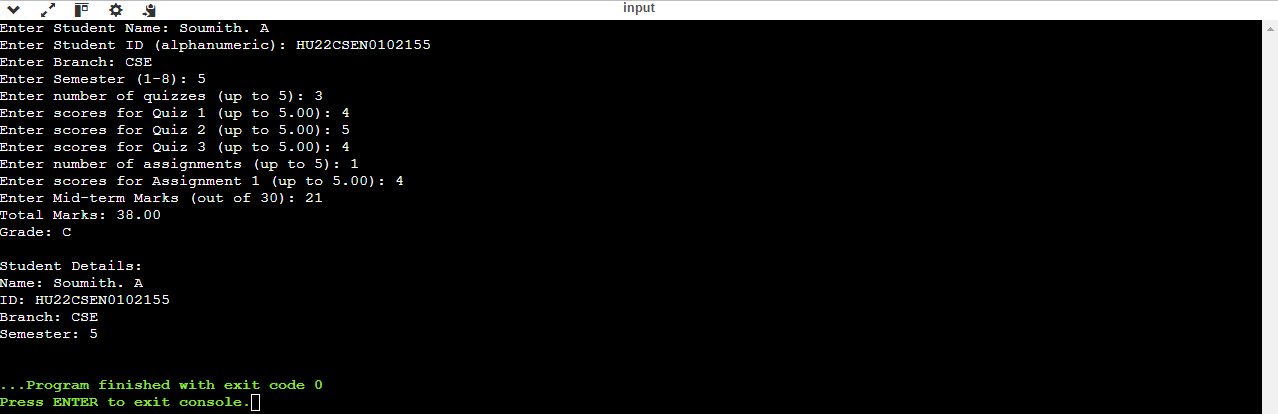 input
Enter Student Name: Soumith. A
Enter Student ID (alphanumeric): HU22CSEN0102155
Enter Branch: CSE
Enter Semester (1-8): 5
Enter number of quizzes (up to 5): 3
Enter scores for Quiz 1 (up to 5.00): 4
Enter scores for Quiz 2 (up to 5.00): 5
Enter scores for Quiz 3 (up to 5.00): 4
Enter number of assignments (up to 5): 1
Enter scores for Assignment 1 (up to 5.00): 4
Enter Mid-term Marks (out of 30): 21
Total Marks: 38.00
Grade: C
Student Details:
Name: Soumith. A
ID: HU22CSEN0102155
Branch: CSE
Semester: 5
...Program finished with exit code 0
Press ENTER to exit console.